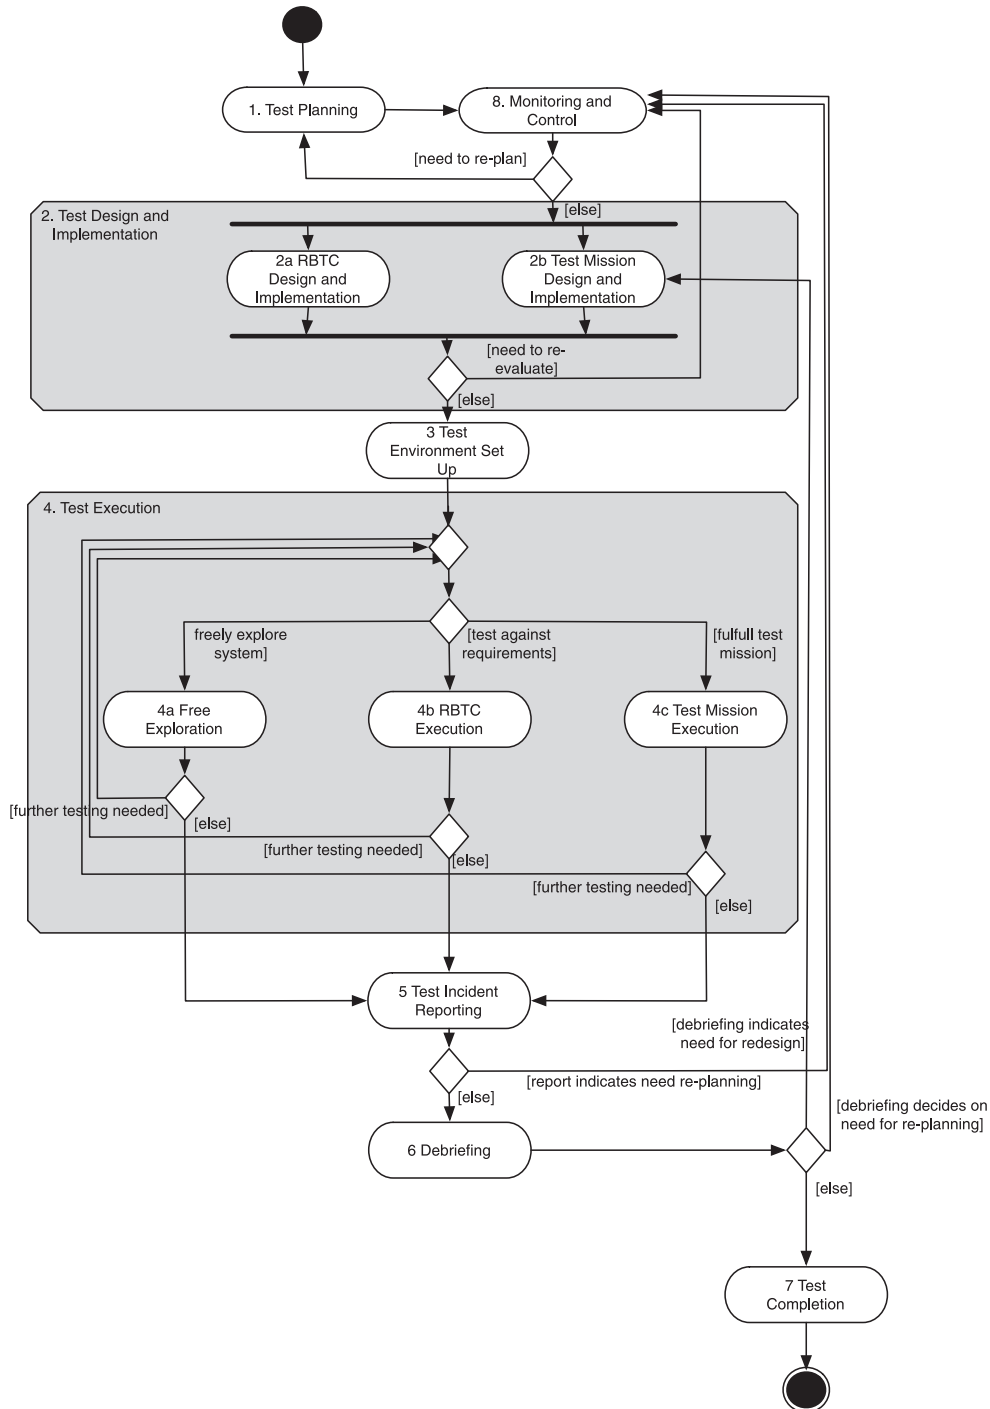 1. Test Planning
8. Monitoring and
Control
[need to re-plan]
[else]
2. Test Design and
Implementation
2a RBTC
Design and
Implementation
2b Test Mission
Design and
Implementation
[need to re-
evaluate]
[else]
3 Test
Environment Set
Up
4. Test Execution
freely explore
system]
[test against
requirements]
[fulfull test
mission]
4a Free
Exploration
4b RBTC
Execution
4c Test Mission
Execution
[further testing needed]
[else]
[further testing needed]
[else]
[further testing needed]
[else]
5 Test Incident
Reporting
[debriefing indicates
need for redesign]
[report indicates need re-planning]
[else]
[debriefing decides on
need for re-planning]
6 Debriefing
[else]
7 Test
Completion